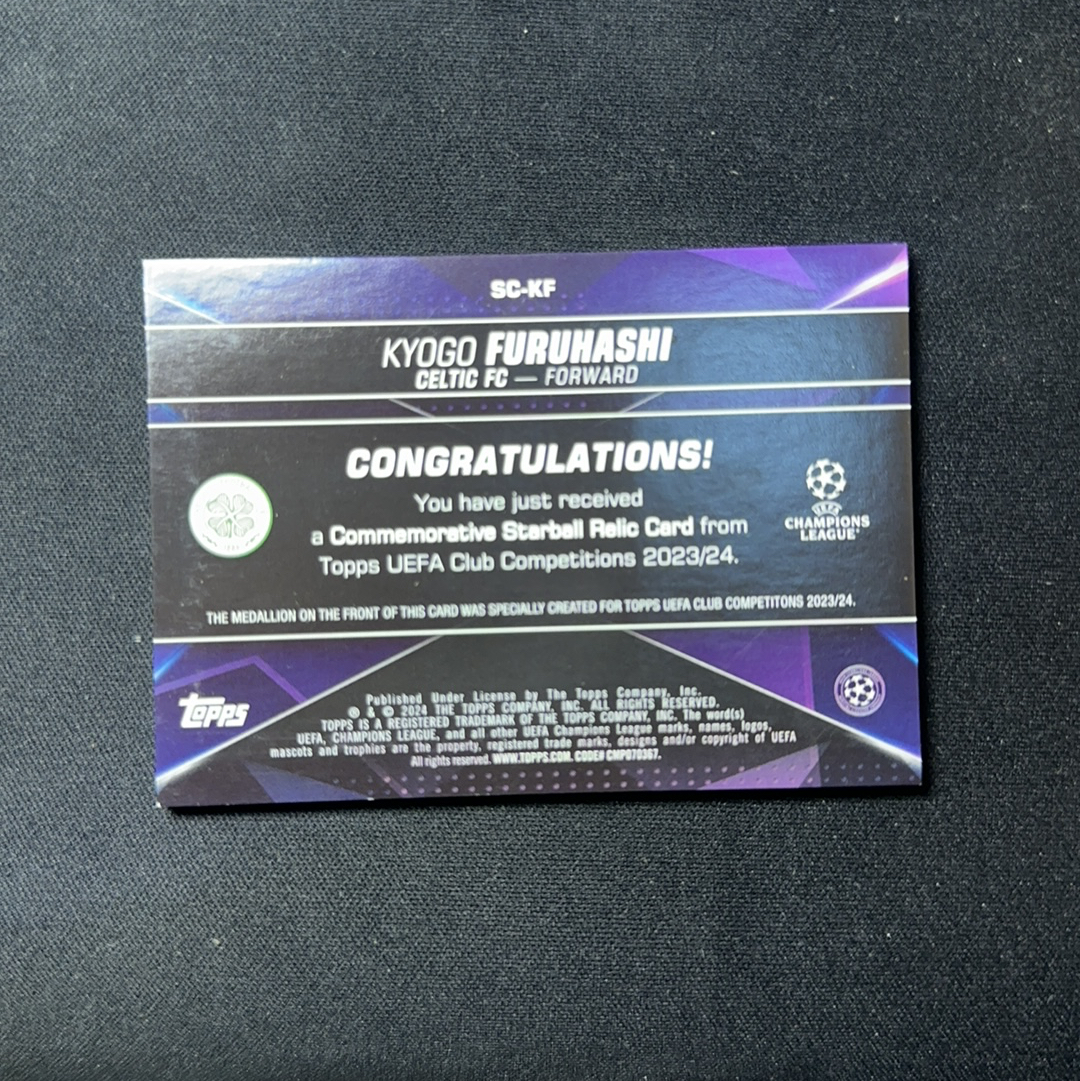 SC-KF
KYOGO FURUHASHI
CELTIC FC — FORWARD
CONGRATULATIONS!
You have just received
a Commemorative Starball Relic Card from
Topps UEFA Club Competitions 2023/24.
UEFA
CHAMPIONS
LEAGUE
THE MEDALLION ON THE FRONT OF THIS CARD WAS SPECIALLY CREATED FOR TOPPS UEFA CLUB COMPETITONS 2023/24.
topps
Published Under License by The Topps Company, Inc.
® & © 2024 THE TOPPS COMPANY, INC. ALL RIGHTS RESERVED.
TOPPS IS A REGISTERED TRADEMARK OF THE TOPPS COMPANY, INC. The word(s)
UEFA, CHAMPIONS LEAGUE, and all other UEFA Champions League marks, names, logos,
mascots and trophies are the property, registered trade marks, designs and/or copyright of UEFA
All rights reserved. WWW.TOPPS.COM. CODE# CMP070367.